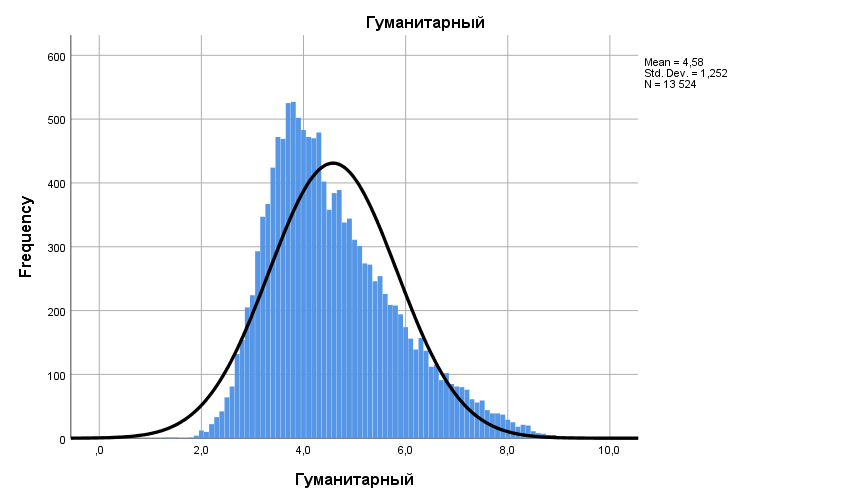 Гуманитарный
Mean = 4,58
Std. Dev. = 1,252
N = 13 524
600
500
400
300
200
100
0
Frequency
,0
2,0
4,0
6,0
8,0
10,0
Гуманитарный